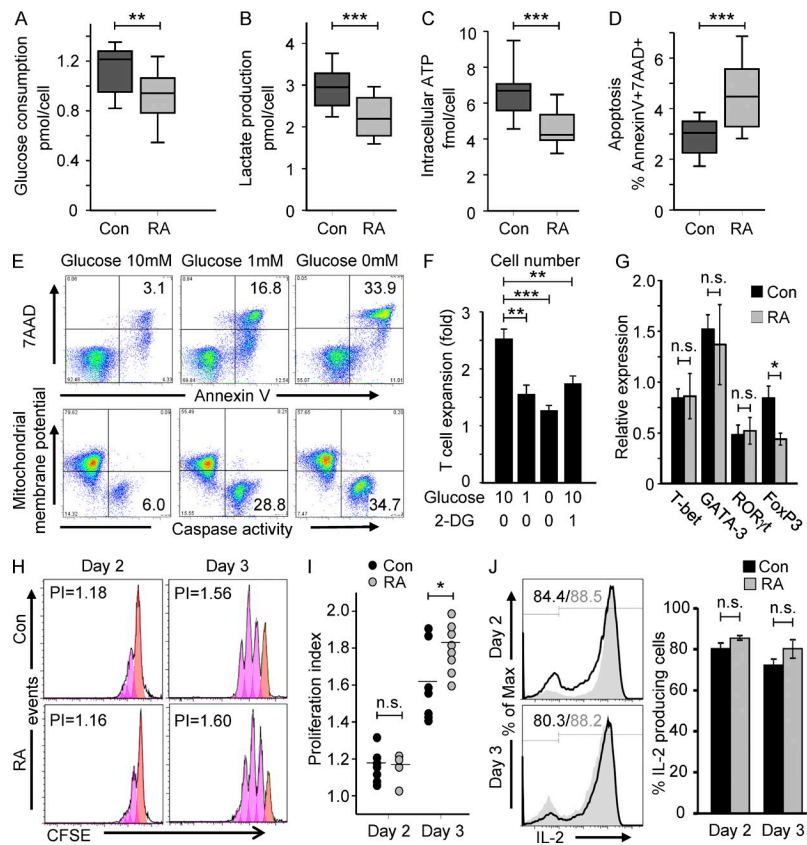 A
Glucose consumption
pmol/cell
**
1.2
0.8
0.4
0
Con RA
B
Lactate production
pmol/cell
***
4
3
2
1
0
Con RA
C
Intracellular ATP
fmol/cell
***
10
8
6
4
2
0
Con RA
D
Apoptosis
% AnnexinV+7AAD+
***
8
6
4
2
0
Con RA
E
Glucose 10mM Glucose 1mM Glucose 0mM
7AAD
3.1 16.8 33.9
Annexin V
Mitochondrial
membrane potential
6.0 28.8 34.7
Caspase activity
F
Cell number
**
***
**
T cell expansion (fold)
3
2
1
0
Glucose 10 1 0 10
2-DG 0 0 0 1
G
Relative expression
2.0
1.5
1.0
0.5
0
Con
RA
n.s.
n.s.
n.s.
*
T-bet
GATA-3
RORγt
FoxP3
H
Day 2 Day 3
Con
RA
events
PI=1.18 PI=1.56
PI=1.16 PI=1.60
CFSE
I
Con
RA
Proliferation index
2.0
1.8
1.6
1.4
1.2
1.0
n.s.
*
Day 2 Day 3
J
Day 2
Day 3
% of Max
84.4/88.5
80.3/88.2
IL-2
Con
RA
% IL-2 producing cells
100
80
60
40
20
0
n.s.
n.s.
Day 2 Day 3